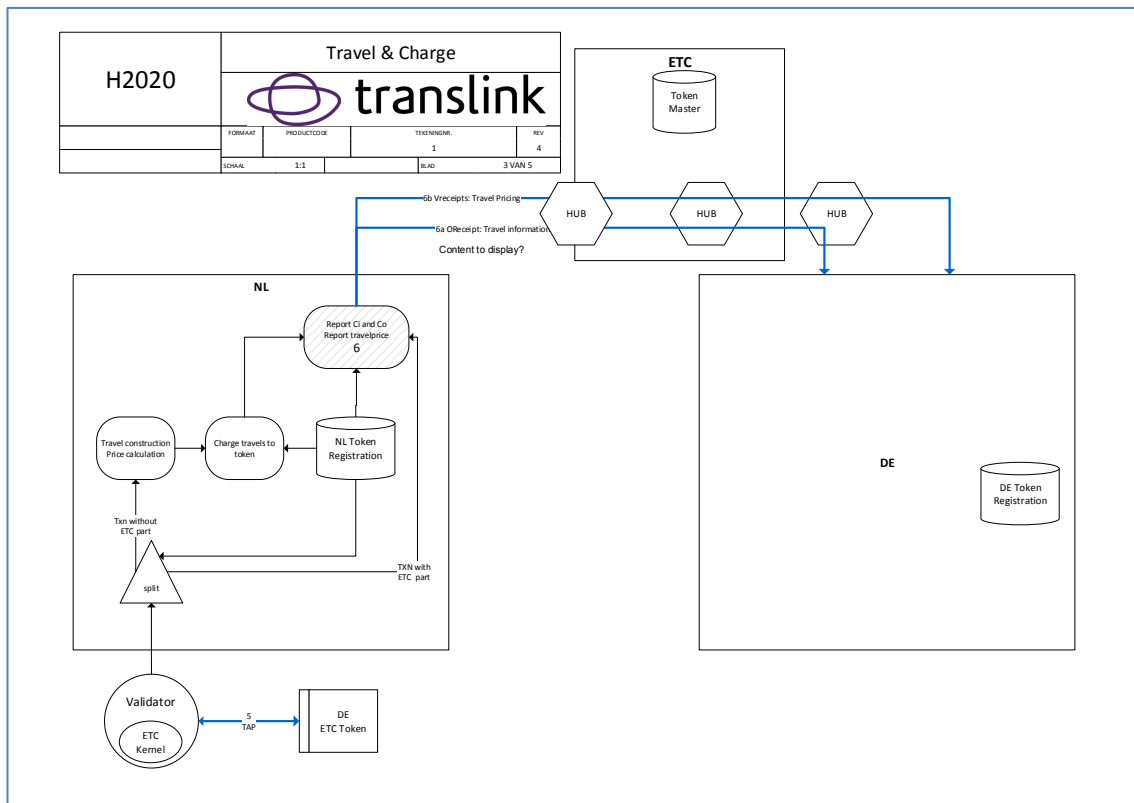 H2020
Travel & Charge
translink
FORMAAT
PRODUCTCODE
TEKENINGNR.
REV
1
4
SCHAAL
1:1
BLAD
3 VAN 5
ETC
Token
Master
6b Vreceipts: Travel Pricing
HUB
HUB
HUB
6a OReceipt: Travel information
Content to display?
NL
Report Ci and Co
Report travelprice
6
Travel construction
Price calculation
Charge travels to
token
NL Token
Registration
DE
DE Token
Registration
Txn without
ETC part
TXN with
ETC part
split
Validator
ETC
Kernel
5
TAP
DE
ETC Token